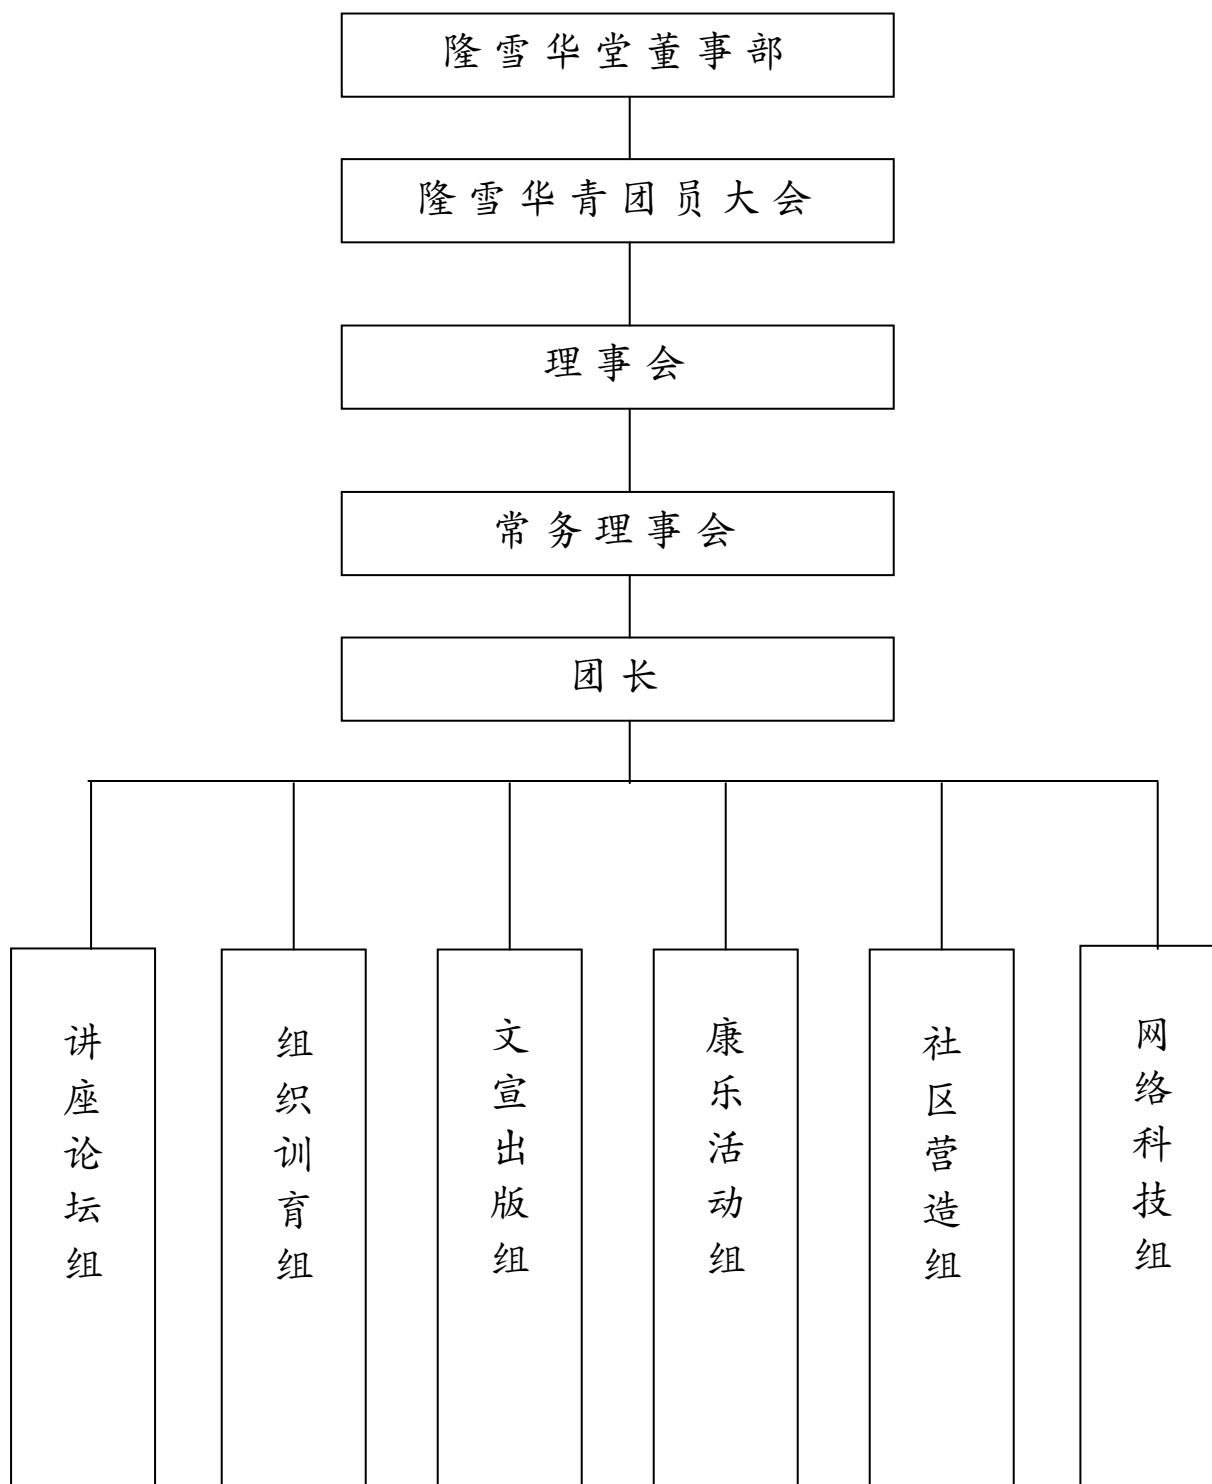 隆雪华堂董事部
隆雪华青团员大会
理事会
常务理事会
团长
讲座论坛组
组织训育组
文宣出版组
康乐活动组
社区营造组
网络科技组